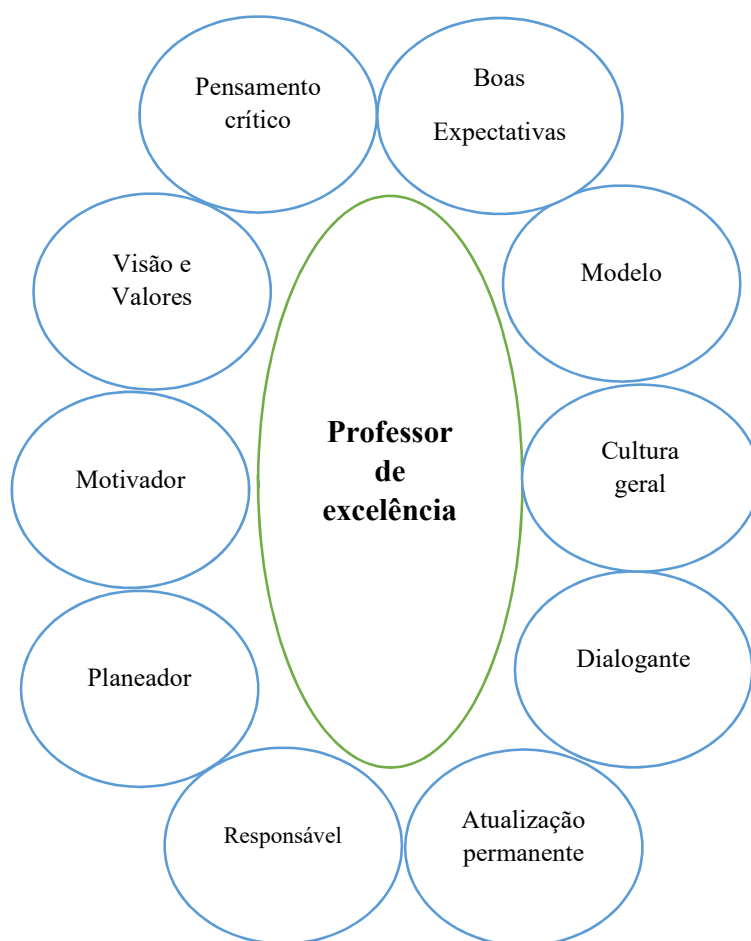 Pensamento
crítico
Boas
Expectativas
Visão e
Valores
Modelo
Professor
de
excelência
Motivador
Cultura
geral
Planeador
Dialogante
Responsável
Atualização
permanente